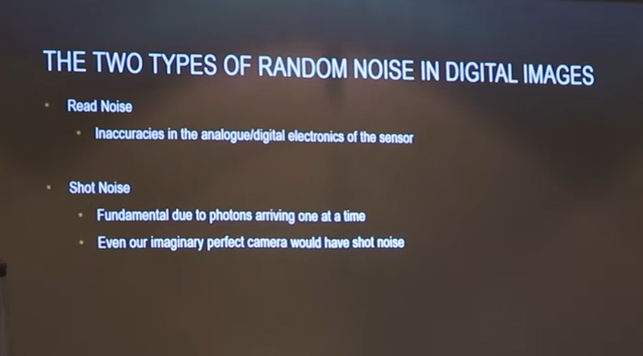 THE TWO TYPES OF RANDOM NOISE IN DIGITAL IMAGES
Read Noise
Inaccuracies in the analogue/digital electronics of the sensor
Shot Noise
Fundamental due to photons arriving one at a time
Even our imaginary perfect camera would have shot noise